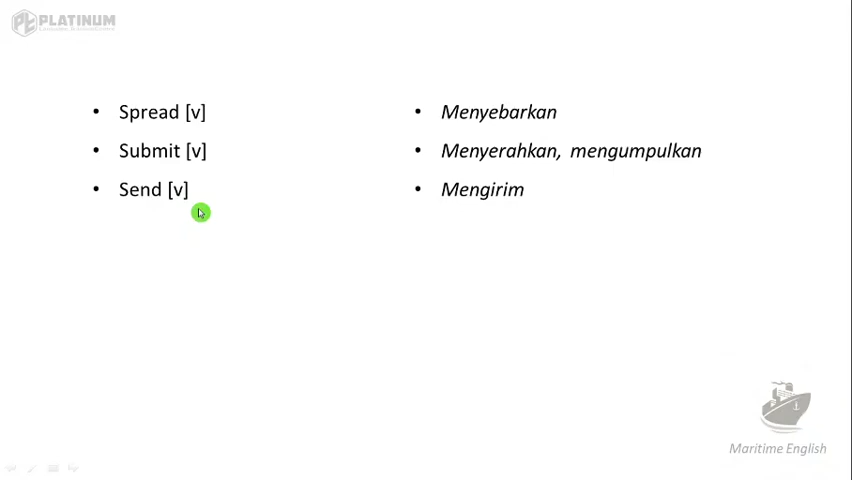 PLATINUM
• Spread [v]
• Menyebarkan
• Submit [v]
• Menyerahkan, mengumpulkan
• Send [v]
• Mengirim
Maritime English